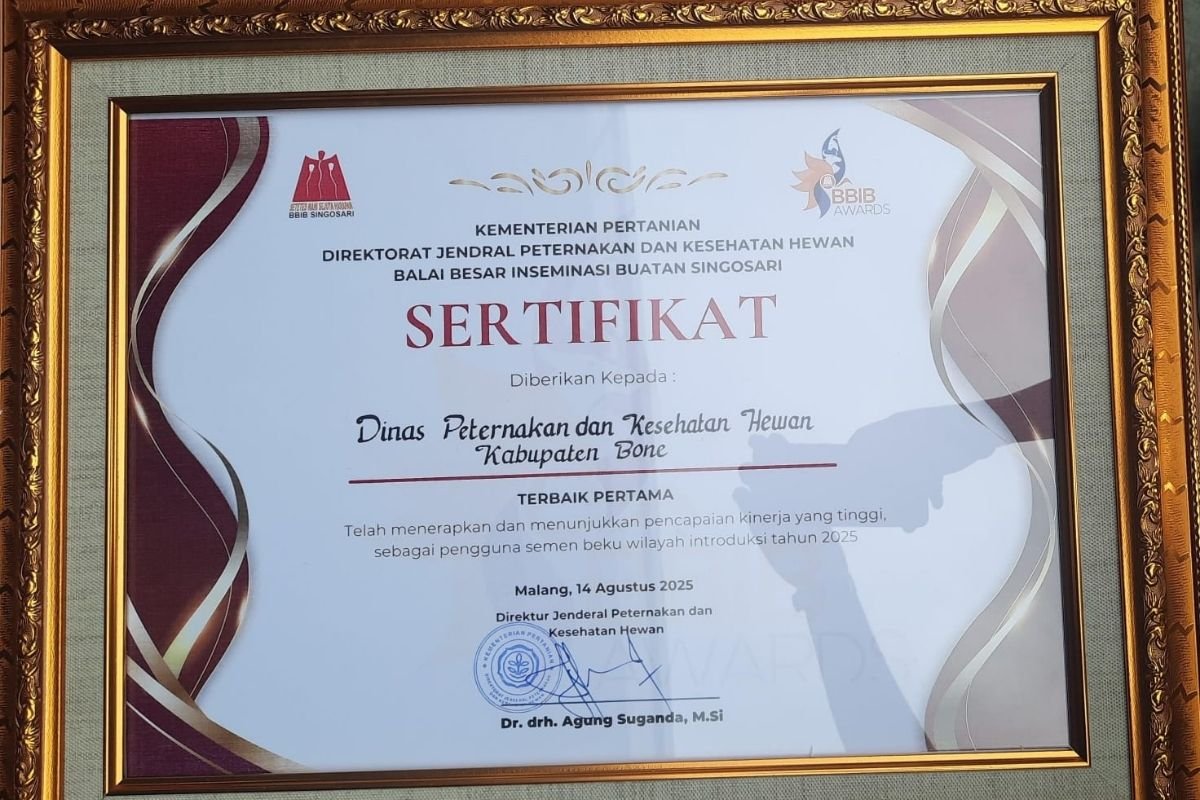 BBIB SINGOSARI
BBIB
AWARDS
KEMENTERIAN PERTANIAN
DIREKTORAT JENDRAL PETERNAKAN DAN KESEHATAN HEWAN
BALAI BESAR INSEMINASI BUATAN SINGOSARI
SERTIFIKAT
Diberikan Kepada :
Dinas Peternakan dan Kesehatan Hewan
Kabupaten Bone
TERBAIK PERTAMA
Telah menerapkan dan menunjukkan pencapaian kinerja yang tinggi,
sebagai pengguna semen beku wilayah introduksi tahun 2025
Malang, 14 Agustus 2025
Direktur Jenderal Peternakan dan
Kesehatan Hewan
KEMENTERIAN PERTANIAN
Dr. drh. Agung Suganda, M.Si